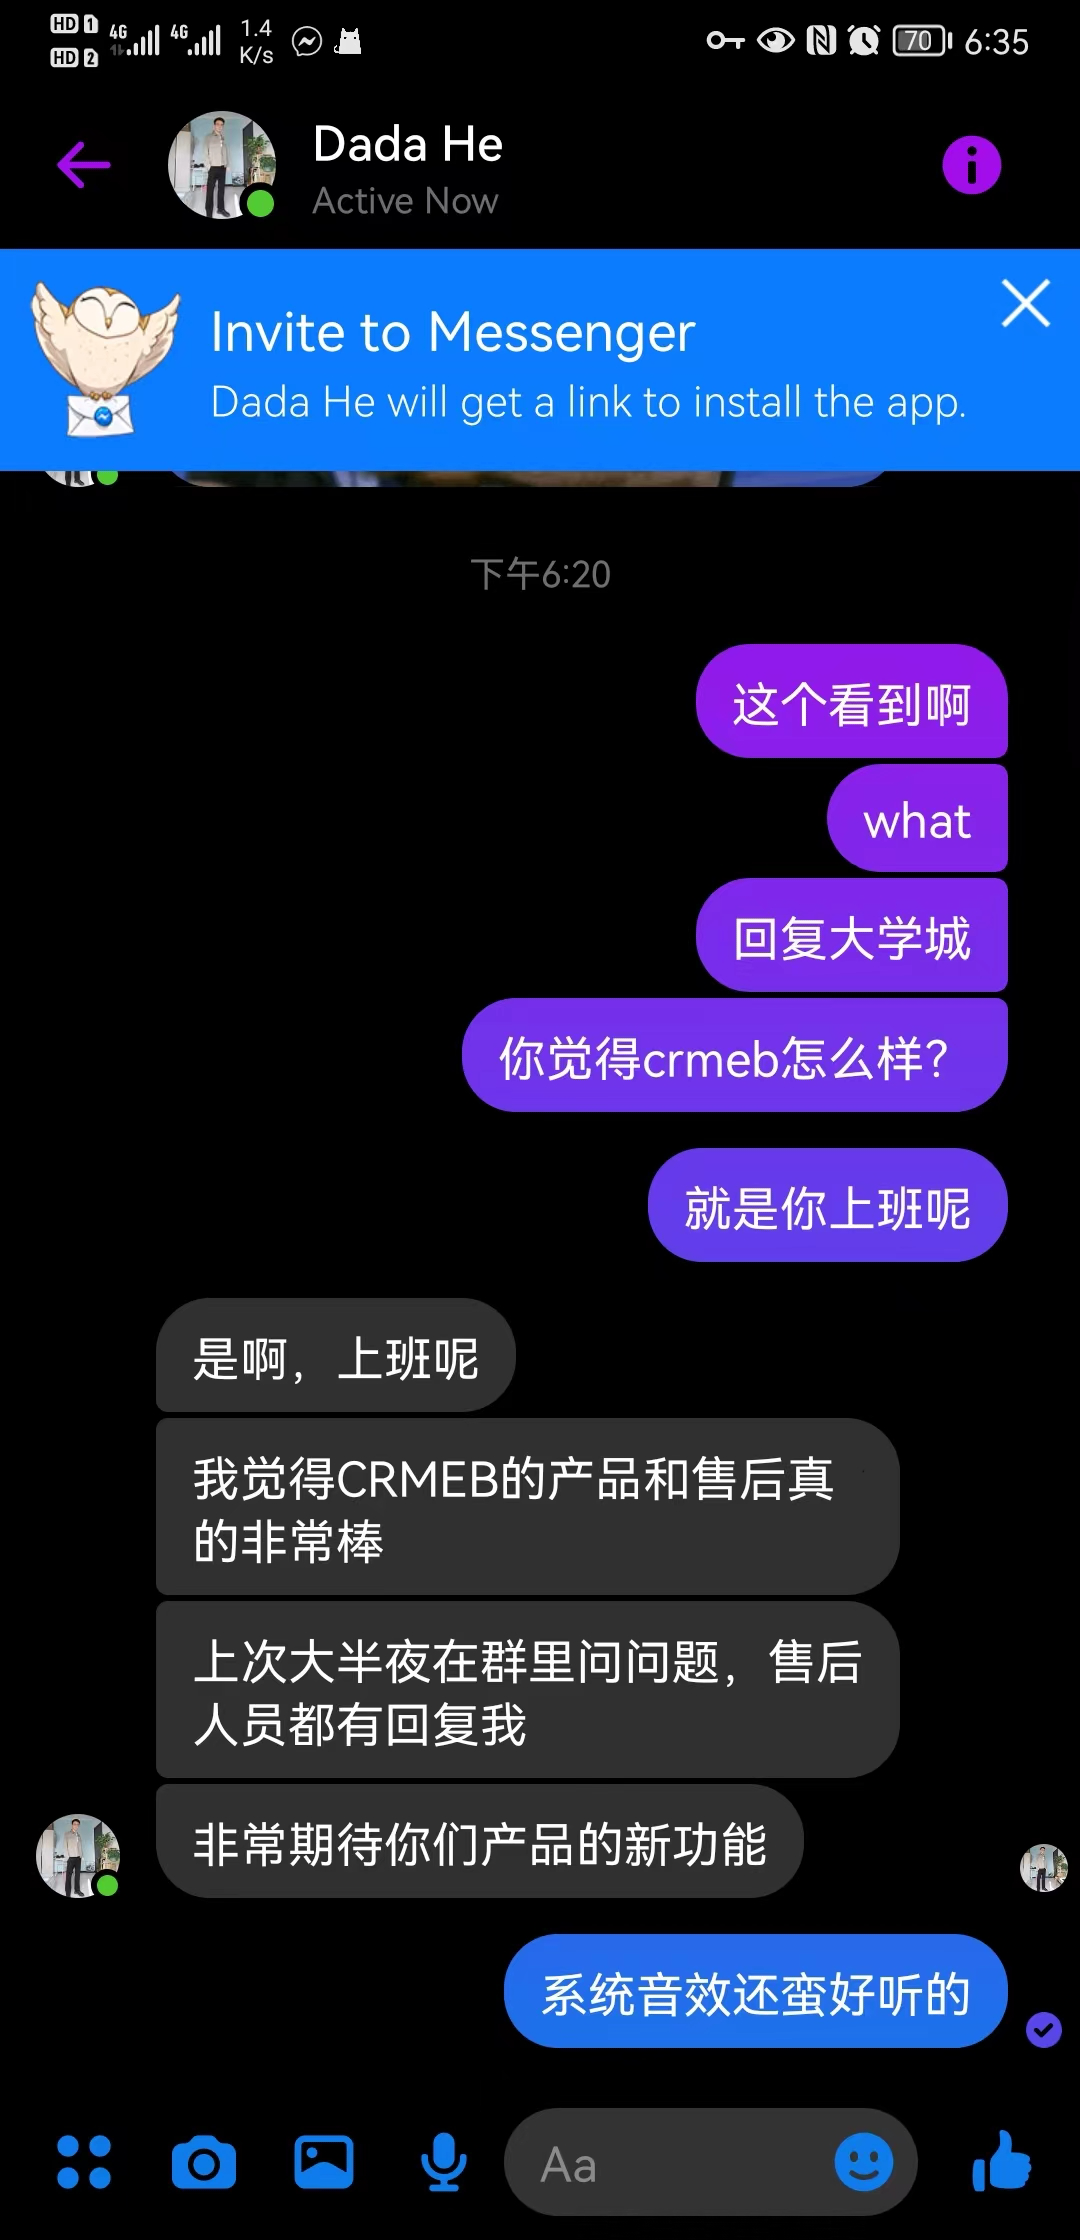 HD 1
HD 2
4G
4G
1.4
K/s
70
6:35
Dada He
Active Now
Invite to Messenger
Dada He will get a link to install the app.
下午6:20
这个看到啊
what
回复大学城
你觉得crmeb怎么样?
就是你上班呢
是啊，上班呢
我觉得CRMEB的产品和售后真
的非常棒
上次大半夜在群里问问题，售后
人员都有回复我
非常期待你们产品的新功能
系统音效还蛮好听的
Aa